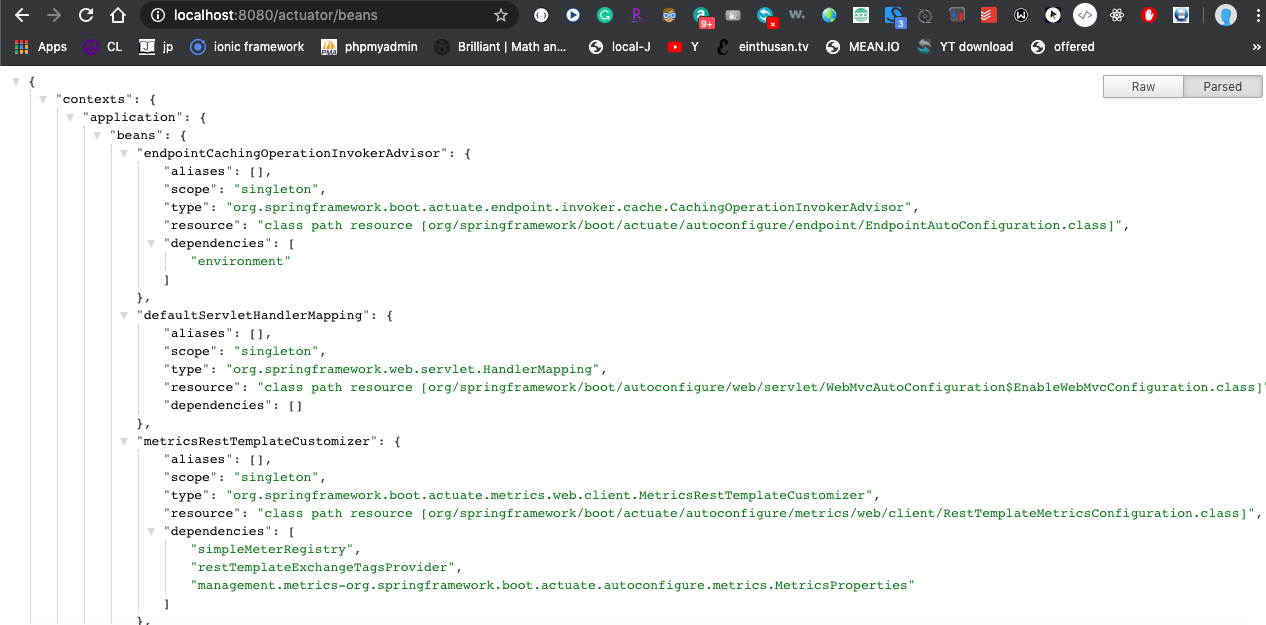 localhost:8080/actuator/beans
9+
x
3
Apps CL jp ionic framework phpmyadmin Brilliant | Math an... local-J Y einthusan.tv MEAN.IO YT download offered »
Raw Parsed
{
"contexts": {
"application": {
"beans": {
"endpointCachingOperationInvokerAdvisor": {
"aliases": [],
"scope": "singleton",
"type": "org.springframework.boot.actuate.endpoint.invoker.cache.CachingOperationInvokerAdvisor",
"resource": "class path resource [org/springframework/boot/actuate/autoconfigure/endpoint/EndpointAutoConfiguration.class]",
"dependencies": [
"environment"
]
},
"defaultServletHandlerMapping": {
"aliases": [],
"scope": "singleton",
"type": "org.springframework.web.servlet.HandlerMapping",
"resource": "class path resource [org/springframework/boot/autoconfigure/web/servlet/WebMvcAutoConfiguration$EnableWebMvcConfiguration.class]"
"dependencies": []
},
"metricsRestTemplateCustomizer": {
"aliases": [],
"scope": "singleton",
"type": "org.springframework.boot.actuate.metrics.web.client.MetricsRestTemplateCustomizer",
"resource": "class path resource [org/springframework/boot/actuate/autoconfigure/metrics/web/client/RestTemplateMetricsConfiguration.class]",
"dependencies": [
"simpleMeterRegistry",
"restTemplateExchangeTagsProvider",
"management.metrics-org.springframework.boot.actuate.autoconfigure.metrics.MetricsProperties"
]
},